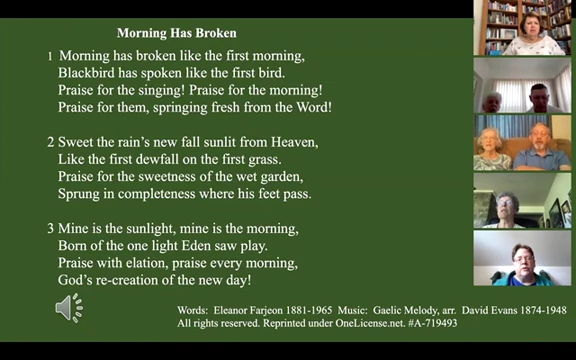 Morning Has Broken
1 Morning has broken like the first morning,
Blackbird has spoken like the first bird.
Praise for the singing! Praise for the morning!
Praise for them, springing fresh from the Word!
2 Sweet the rain's new fall sunlit from Heaven,
Like the first dewfall on the first grass.
Praise for the sweetness of the wet garden,
Sprung in completeness where his feet pass.
3 Mine is the sunlight, mine is the morning,
Born of the one light Eden saw play.
Praise with elation, praise every morning,
God's re-creation of the new day!
Words: Eleanor Farjeon 1881-1965 Music: Gaelic Melody, arr. David Evans 1874-1948
All rights reserved. Reprinted under OneLicense.net. #A-719493